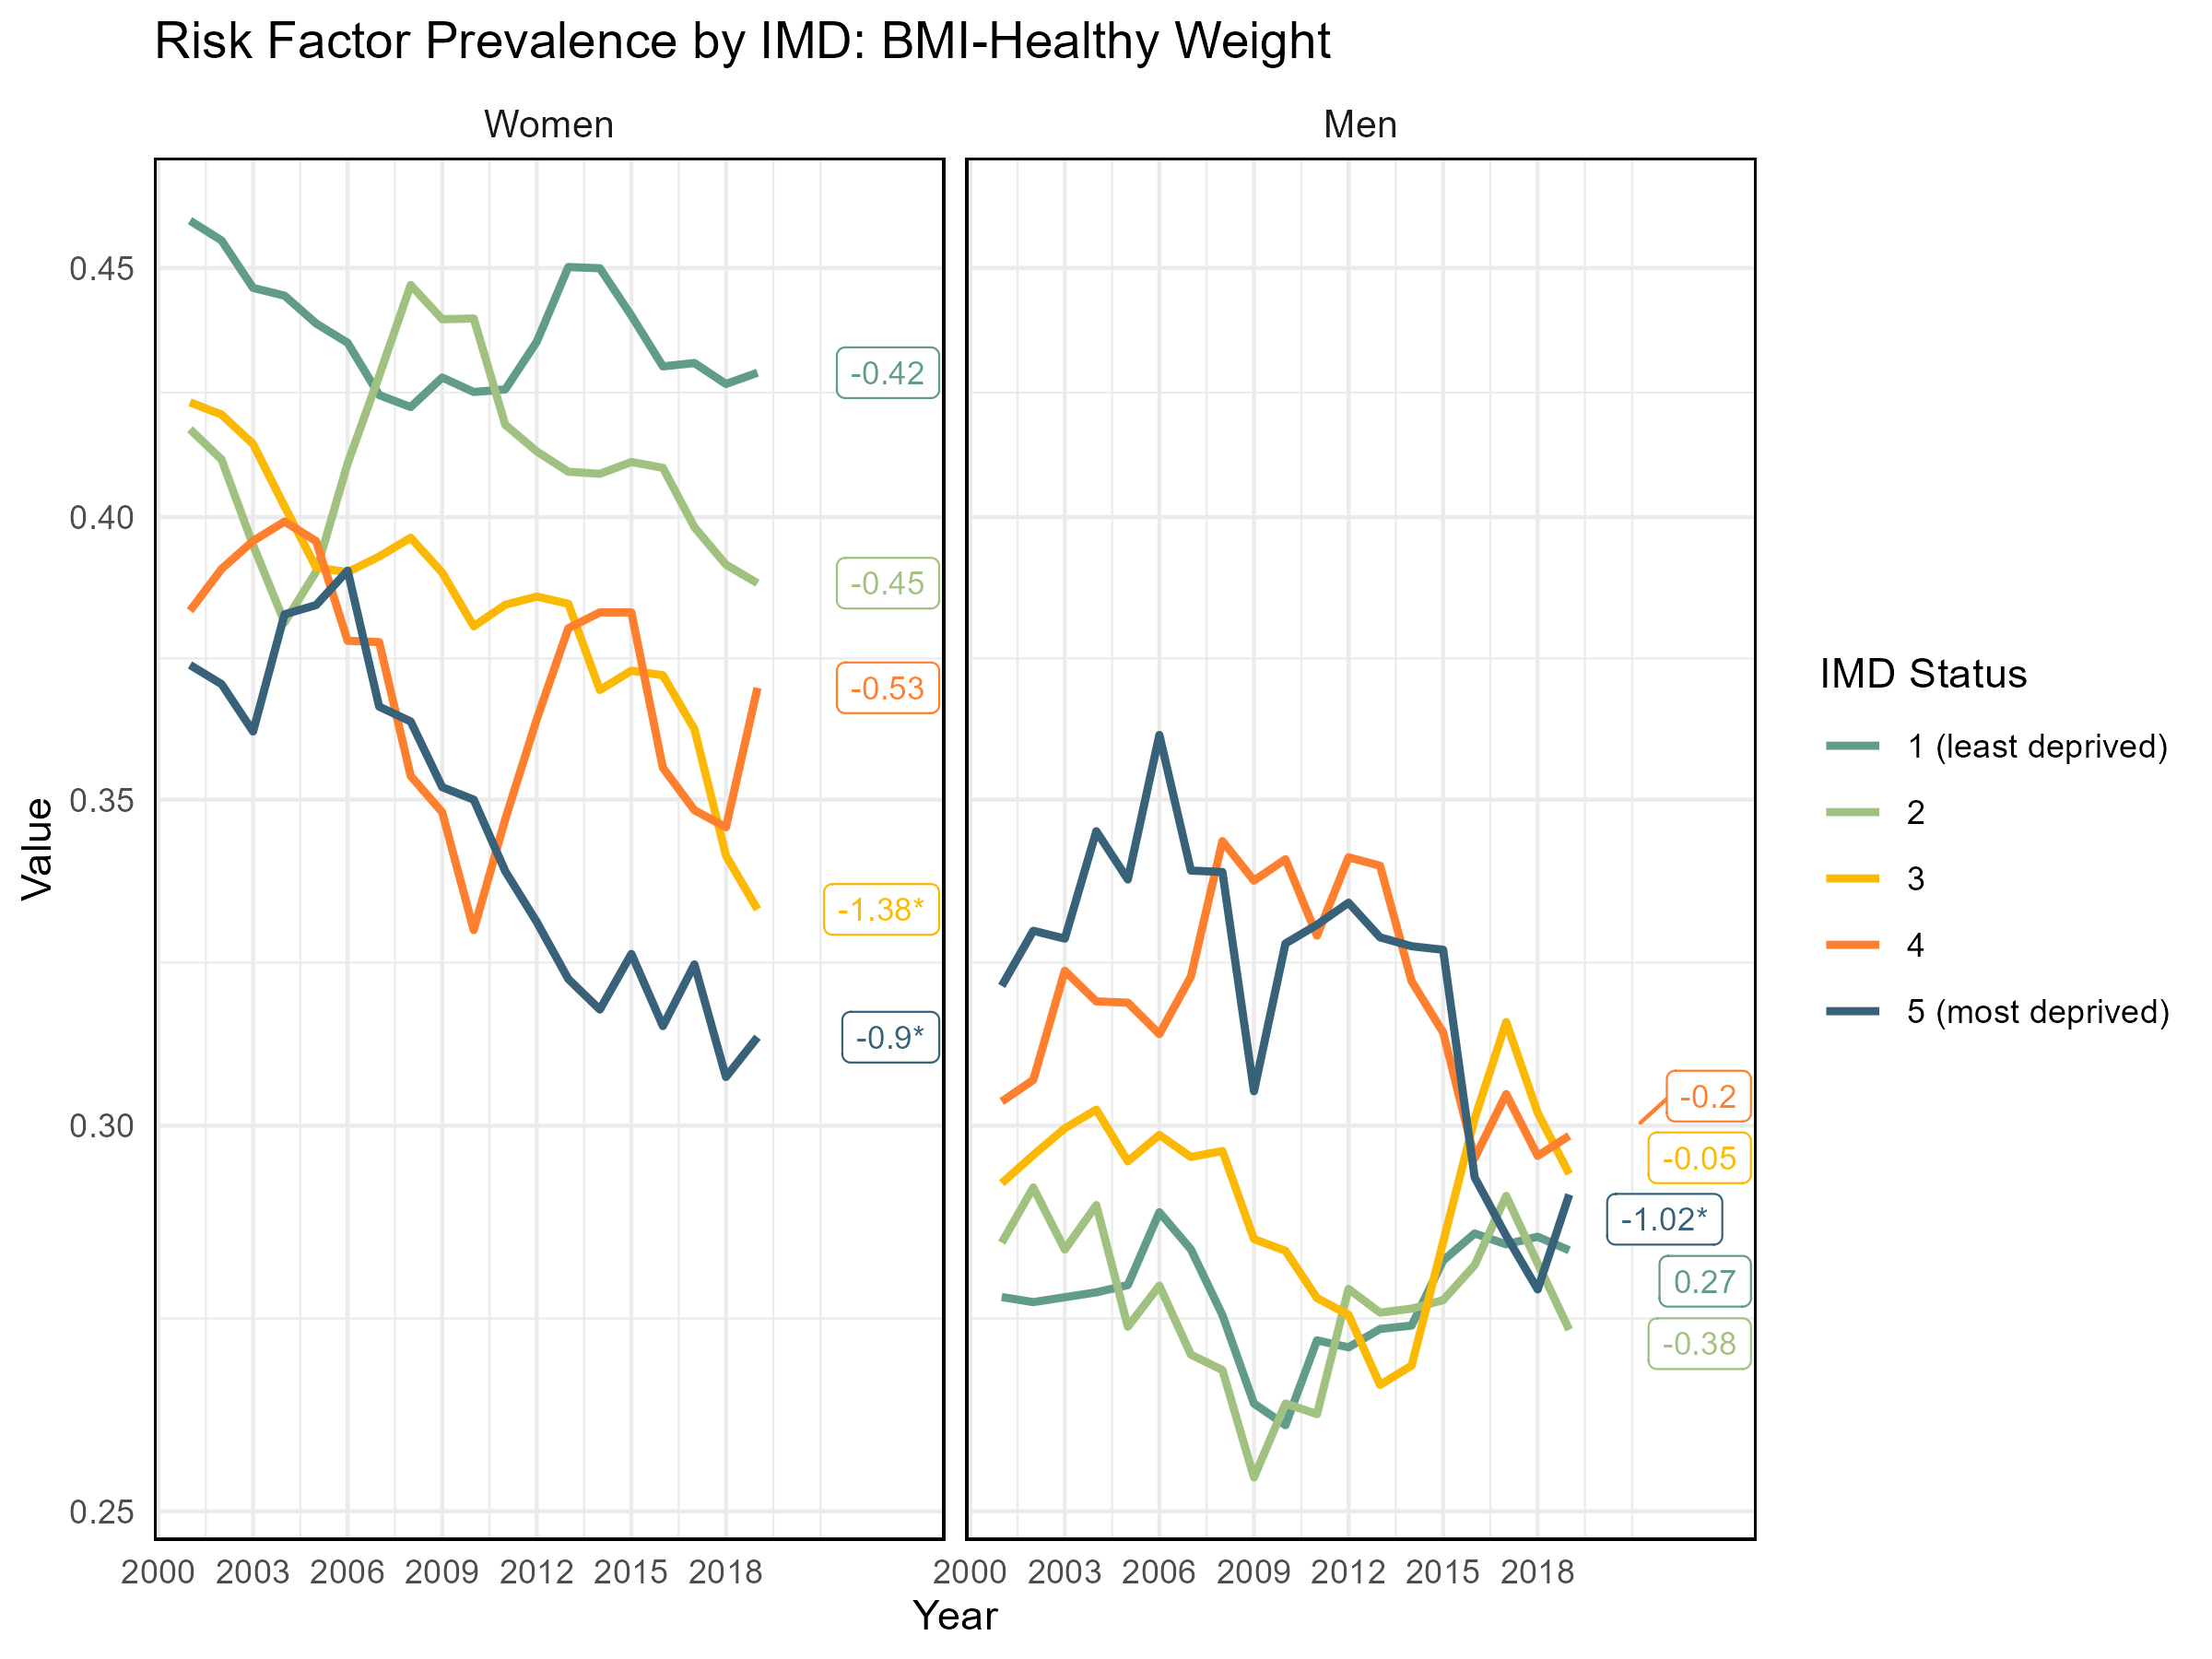 Risk Factor Prevalence by IMD: BMI-Healthy Weight
Women
Men
0.45
0.40
0.35
0.30
0.25
Value
-0.42
-0.45
-0.53
-1.38*
-0.9*
-0.2
-0.05
-1.02*
0.27
-0.38
2000 2003 2006 2009 2012 2015 2018
2000 2003 2006 2009 2012 2015 2018
Year
IMD Status
1 (least deprived)
2
3
4
5 (most deprived)